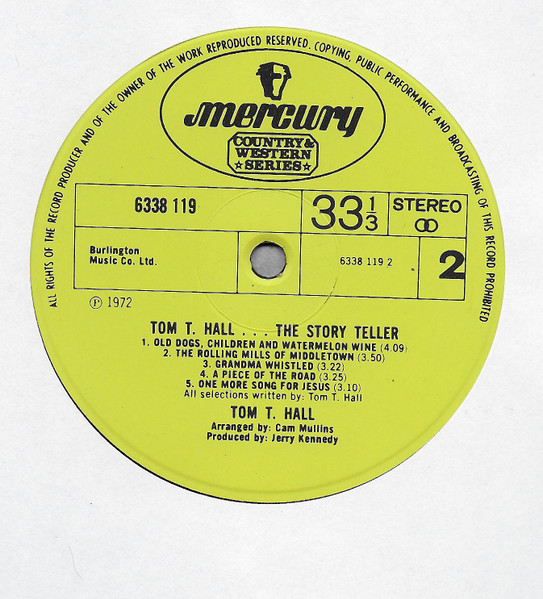 ALL RIGHTS OF THE RECORD PRODUCER AND OF THE OWNER OF THE WORK REPRODUCED RESERVED. COPYING, PUBLIC PERFORMANCE AND BROADCASTING OF THIS RECORD PROHIBITED
mercury
COUNTRY &
WESTERN
☆SERIES☆
6338 119
33 1/3
STEREO
Burlington
Music Co. Ltd.
6338 119 2
2
Ⓟ 1972
TOM T. HALL . . . THE STORY TELLER
1. OLD DOGS, CHILDREN AND WATERMELON WINE (4.09)
2. THE ROLLING MILLS OF MIDDLETOWN (3.50)
3. GRANDMA WHISTLED (3.22)
4. A PIECE OF THE ROAD (3.25)
5. ONE MORE SONG FOR JESUS (3.10)
All selections written by: Tom T. Hall
TOM T. HALL
Arranged by: Cam Mullins
Produced by: Jerry Kennedy